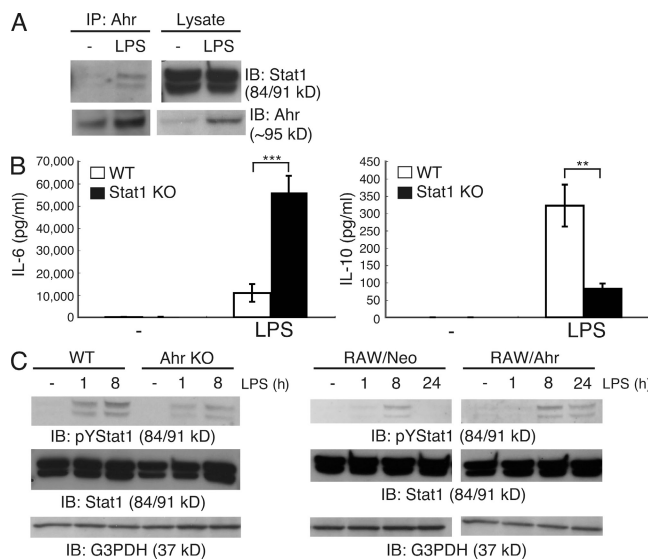 A
IP: Ahr Lysate
- LPS - LPS
IB: Stat1
(84/91 kD)
IB: Ahr
(~95 kD)
B
IL-6 (pg/ml)
70,000
60,000
50,000
40,000
30,000
20,000
10,000
0
WT
Stat1 KO
***
- LPS
IL-10 (pg/ml)
450
400
350
300
250
200
150
100
50
0
WT
Stat1 KO
**
- LPS
C
WT Ahr KO
- 1 8 - 1 8 LPS (h)
IB: pYStat1 (84/91 kD)
IB: Stat1 (84/91 kD)
IB: G3PDH (37 kD)
RAW/Neo RAW/Ahr
- 1 8 24 - 1 8 24 LPS (h)
IB: pYStat1 (84/91 kD)
IB: Stat1 (84/91 kD)
IB: G3PDH (37 kD)